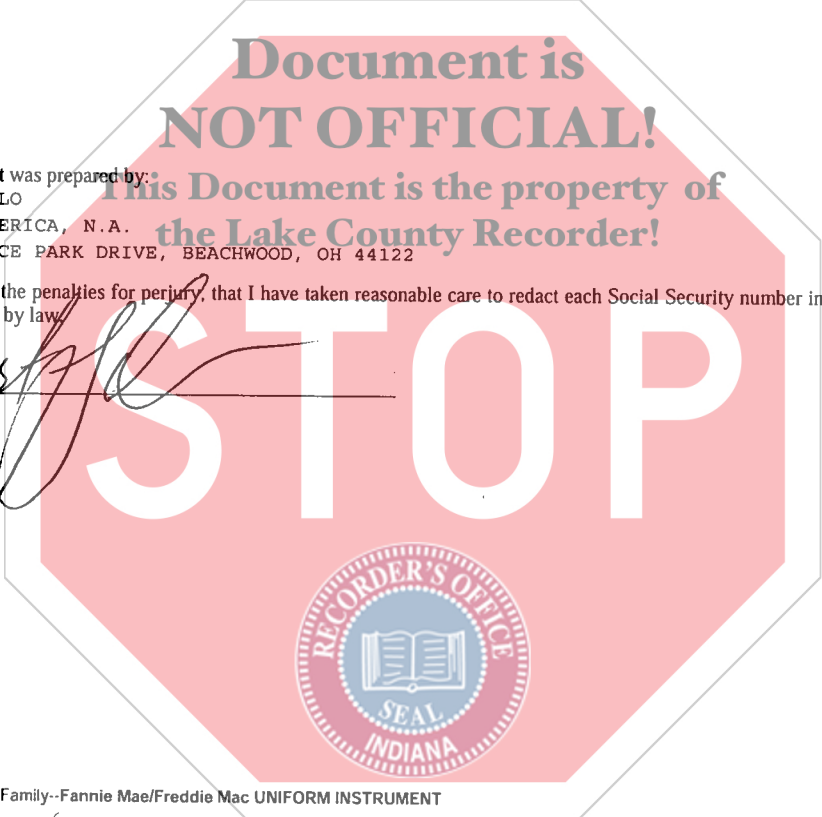 Document is
NOT OFFICIAL!
t was prepared by:
This Document is the property of
LO
ERICA, N.A.
the Lake County Recorder!
CE PARK DRIVE, BEACHWOOD, OH 44122
the penalties for perjury, that I have taken reasonable care to redact each Social Security number in
by law.
STOP
RECORDER'S OFFICE
SEAL
INDIANA
Family--Fannie Mae/Freddie Mac UNIFORM INSTRUMENT